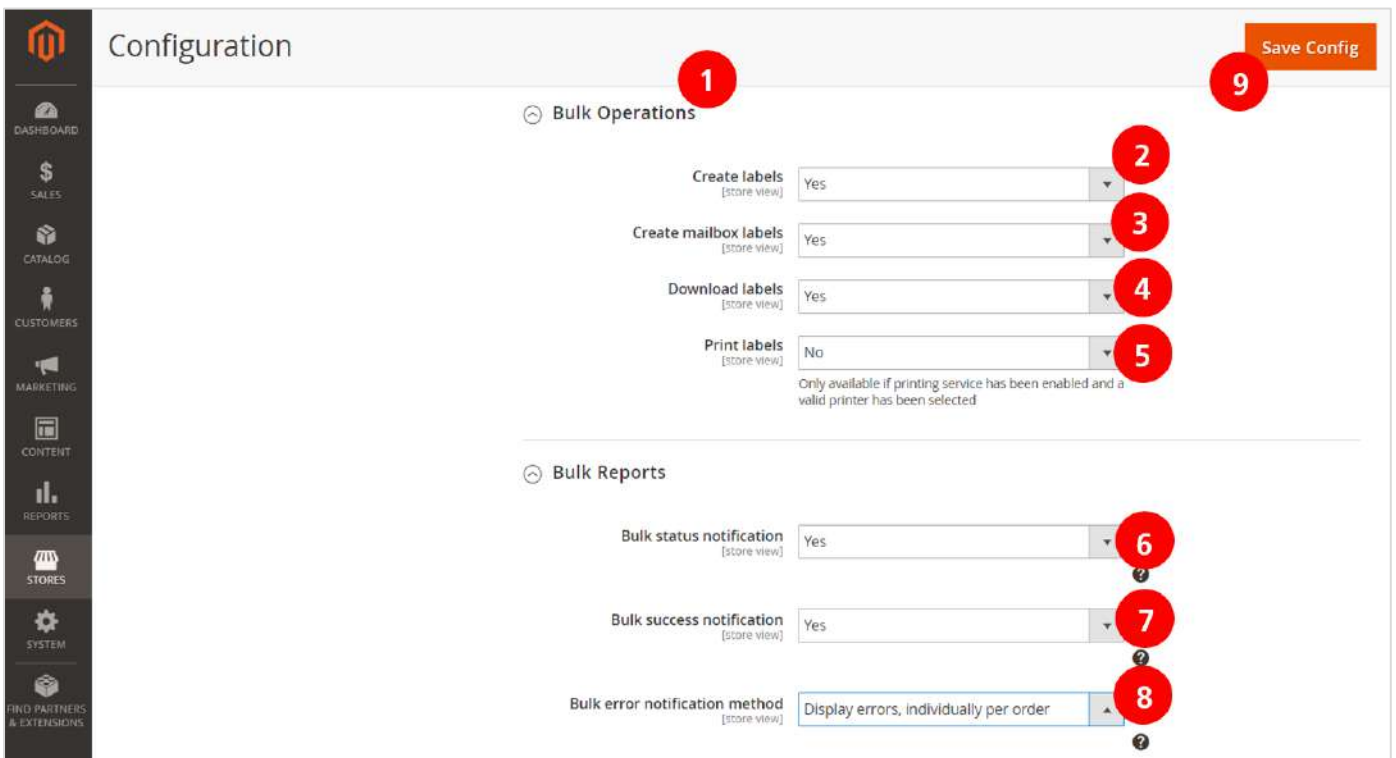 Configuration
Save Config
1
9
DASHBOARD
SALES
CATALOG
CUSTOMERS
MARKETING
CONTENT
REPORTS
STORES
SYSTEM
FIND PARTNERS
& EXTENSIONS
Bulk Operations
2
Create labels
[store view]
Yes
3
Create mailbox labels
[store view]
Yes
4
Download labels
[store view]
Yes
5
Print labels
[store view]
No
Only available if printing service has been enabled and a
valid printer has been selected
Bulk Reports
Bulk status notification
[store view]
Yes
6
?
Bulk success notification
[store view]
Yes
7
?
Bulk error notification method
[store view]
Display errors, individually per order
8
?